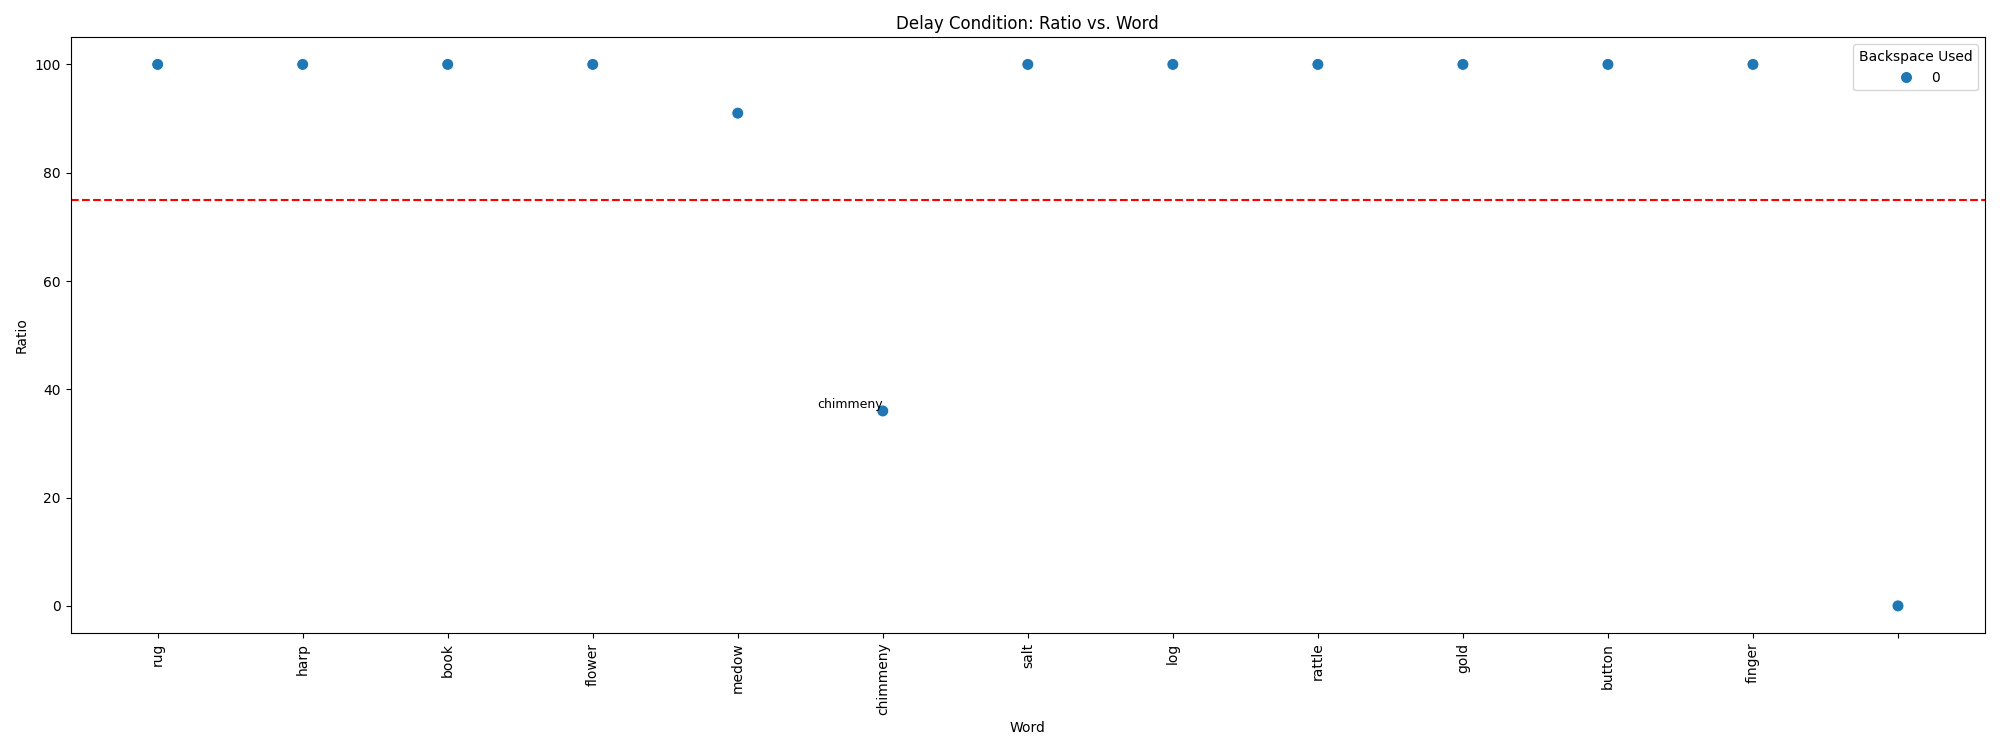 Delay Condition: Ratio vs. Word
Backspace Used
0
100
80
60
40
20
0
Ratio
chimmeny
rug
harp
book
flower
medow
chimmeny
salt
log
rattle
gold
button
finger
Word